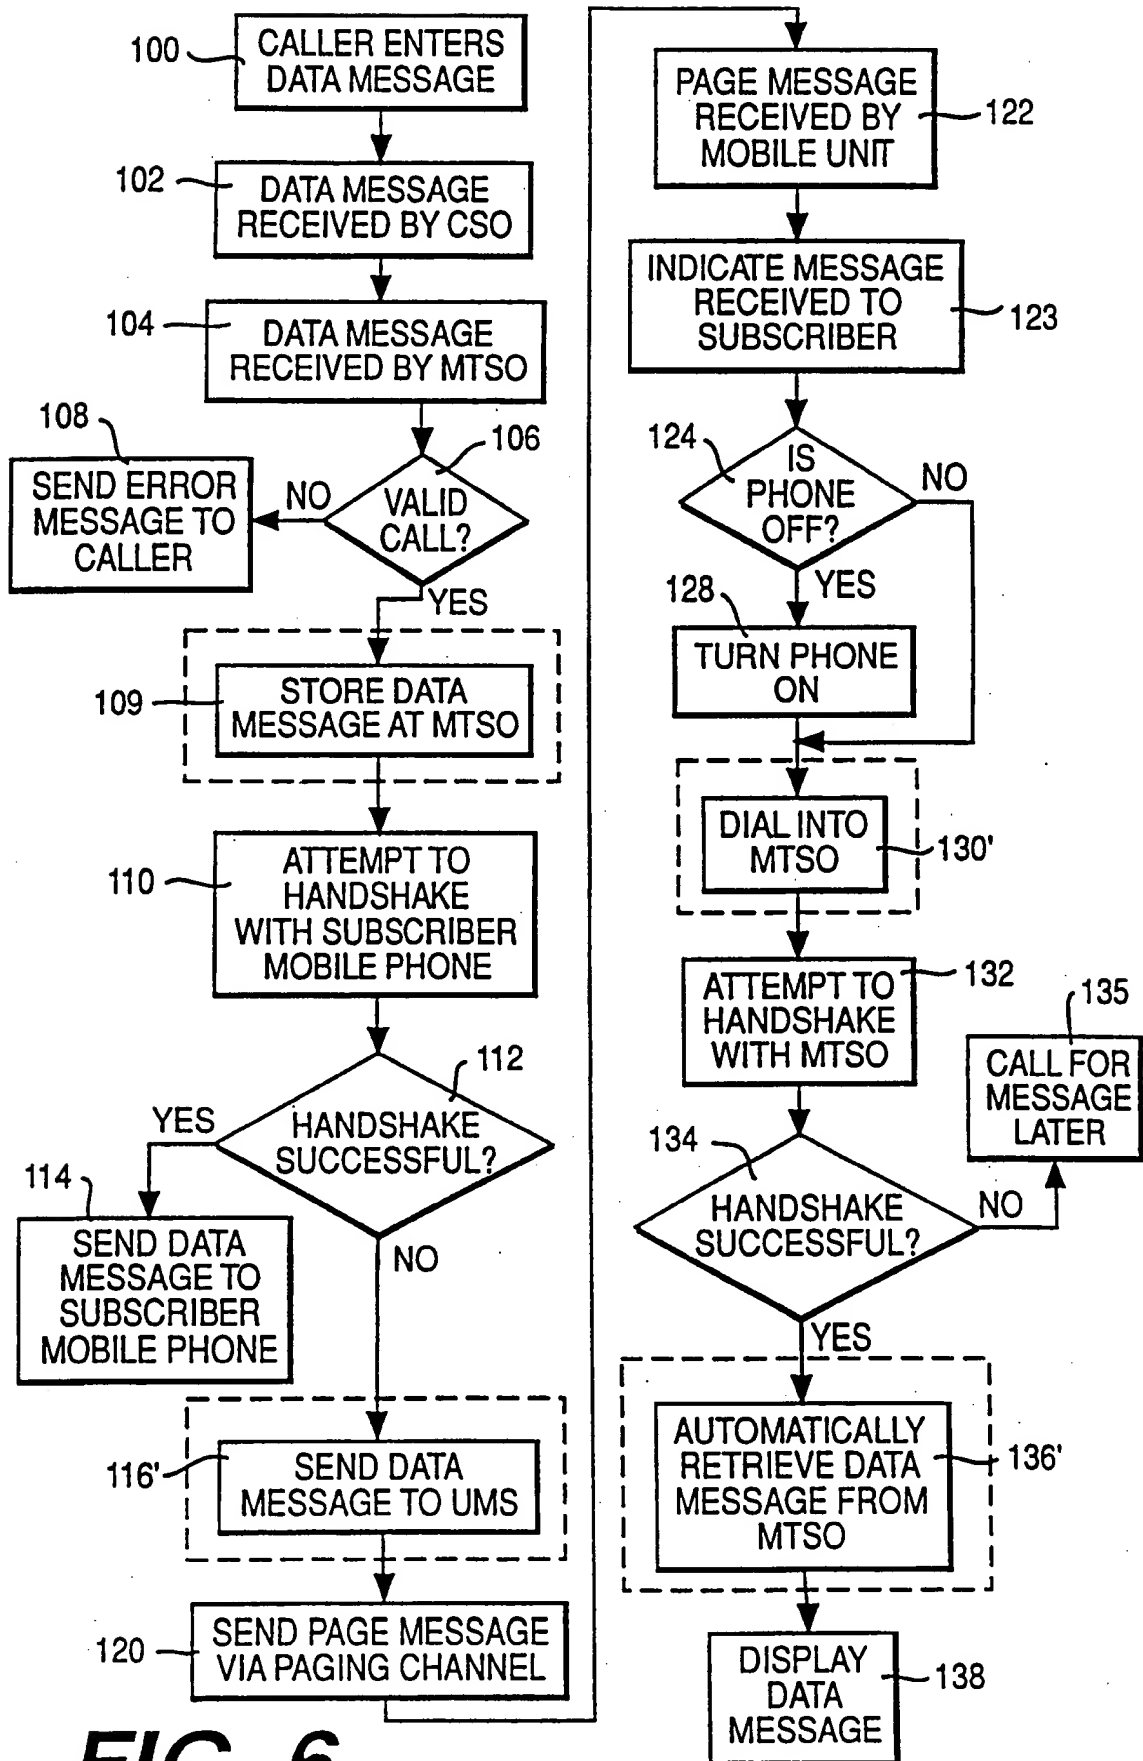 100
CALLER ENTERS
DATA MESSAGE
102
DATA MESSAGE
RECEIVED BY CSO
104
DATA MESSAGE
RECEIVED BY MTSO
106
VALID
CALL?
NO
108
SEND ERROR
MESSAGE TO
CALLER
YES
109
STORE DATA
MESSAGE AT MTSO
110
ATTEMPT TO
HANDSHAKE
WITH SUBSCRIBER
MOBILE PHONE
112
HANDSHAKE
SUCCESSFUL?
YES
114
SEND DATA
MESSAGE TO
SUBSCRIBER
MOBILE PHONE
NO
116'
SEND DATA
MESSAGE TO UMS
120
SEND PAGE MESSAGE
VIA PAGING CHANNEL
PAGE MESSAGE
RECEIVED BY
MOBILE UNIT
122
INDICATE MESSAGE
RECEIVED TO
SUBSCRIBER
123
124
IS
PHONE
OFF?
NO
YES
128
TURN PHONE
ON
DIAL INTO
MTSO
130'
ATTEMPT TO
HANDSHAKE
WITH MTSO
132
134
HANDSHAKE
SUCCESSFUL?
NO
135
CALL FOR
MESSAGE
LATER
YES
AUTOMATICALLY
RETRIEVE DATA
MESSAGE FROM
MTSO
136'
DISPLAY
DATA
MESSAGE
138
FIG. 6